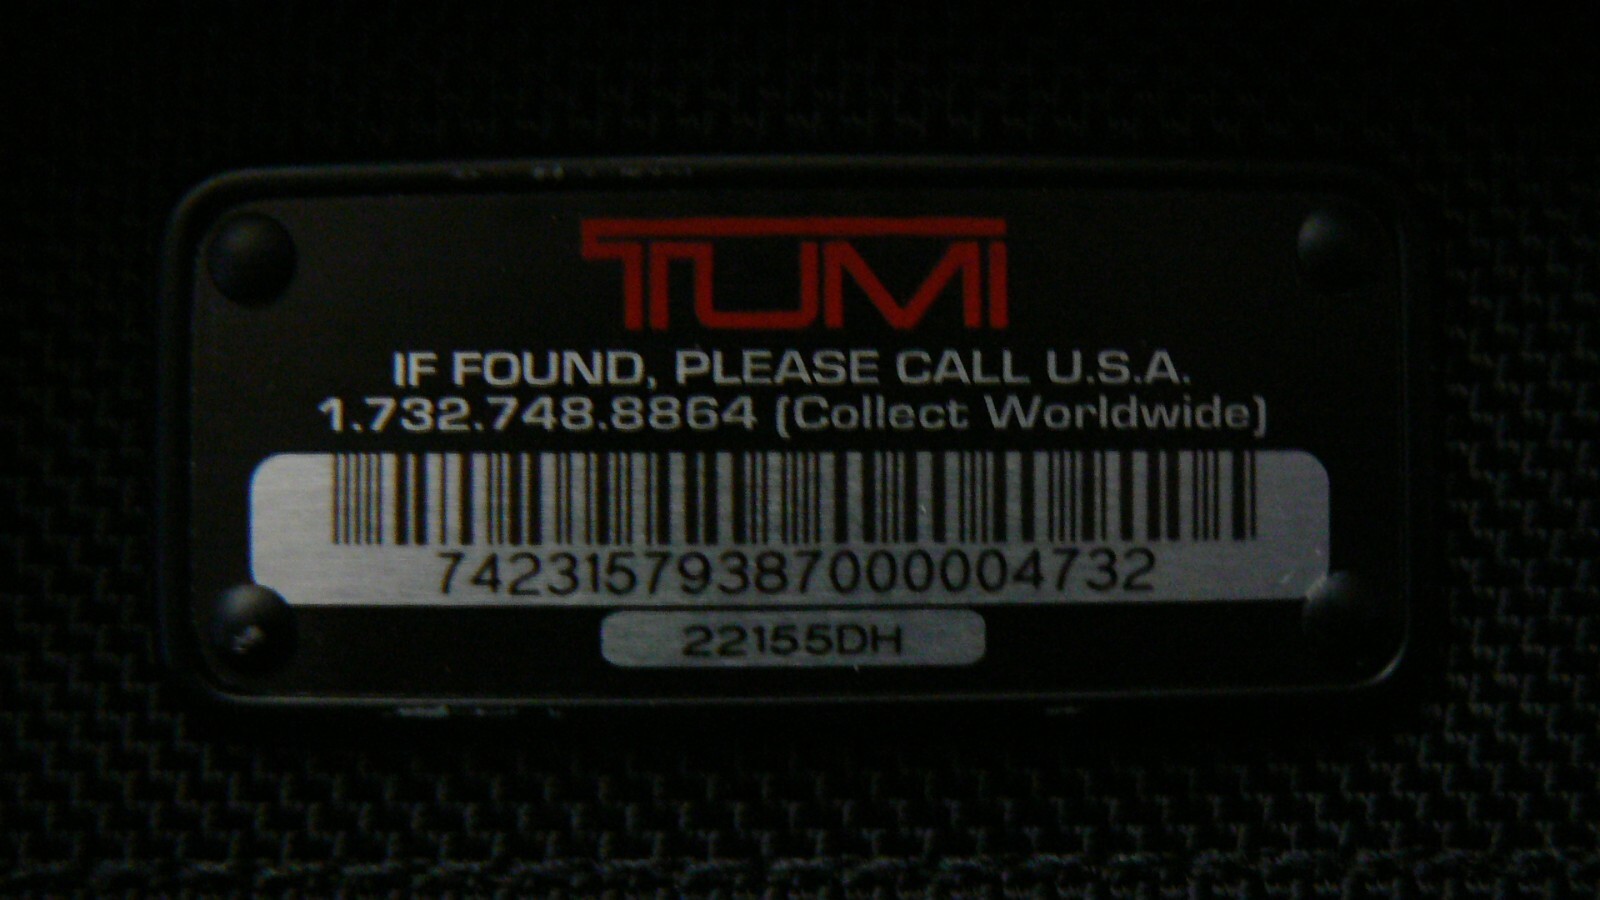 TUMI
IF FOUND, PLEASE CALL U.S.A.
1.732.748.8864 (Collect Worldwide)
74231579387000004732
22155DH